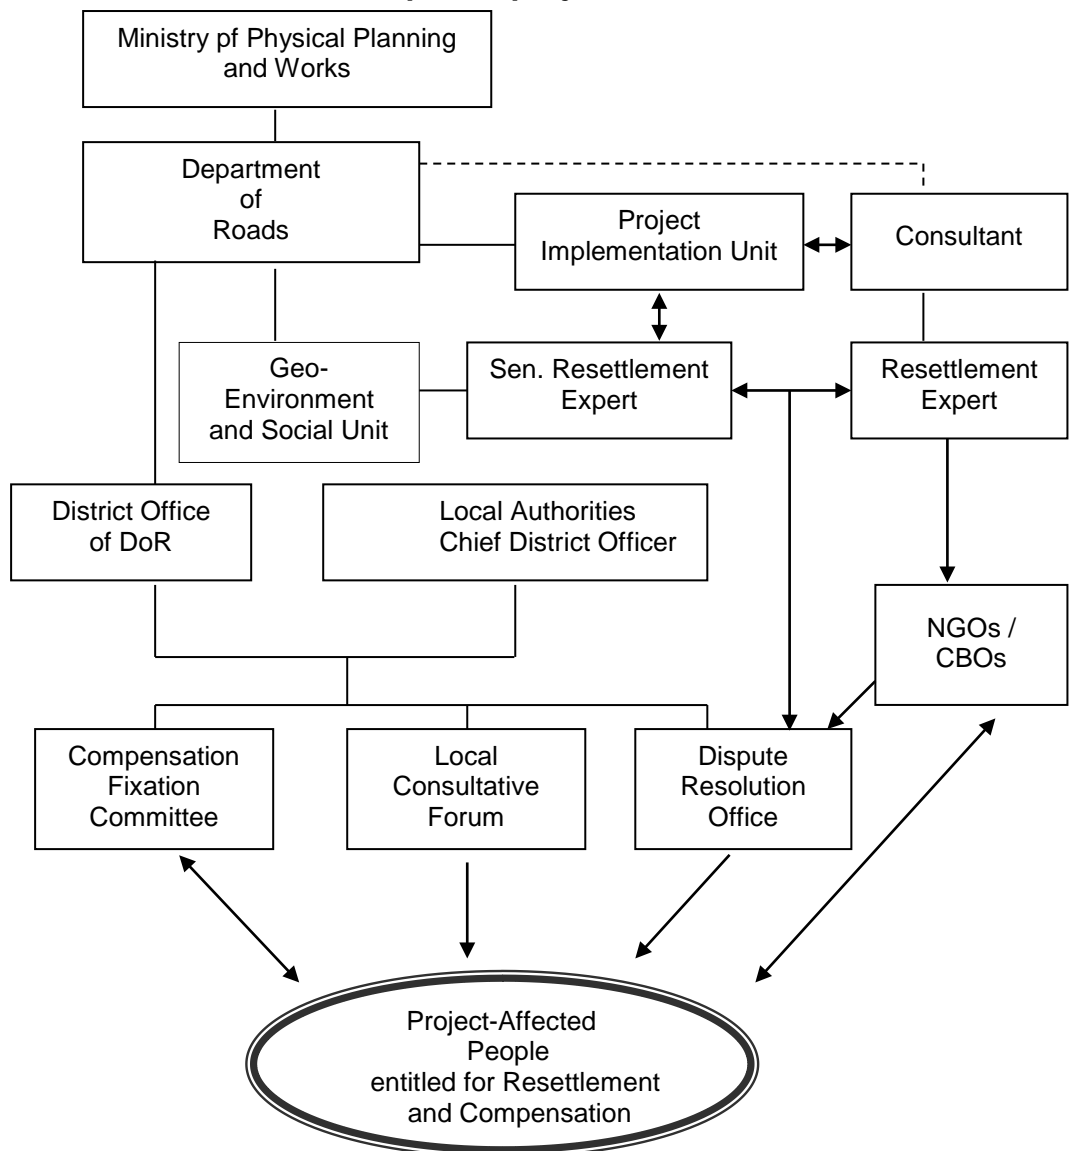 Ministry pf Physical Planning
and Works
Department
of
Roads
Project
Implementation Unit
Consultant
Geo-
Environment
and Social Unit
Sen. Resettlement
Expert
Resettlement
Expert
District Office
of DoR
Local Authorities
Chief District Officer
NGOs /
CBOs
Compensation
Fixation
Committee
Local
Consultative
Forum
Dispute
Resolution
Office
Project-Affected
People
entitled for Resettlement
and Compensation